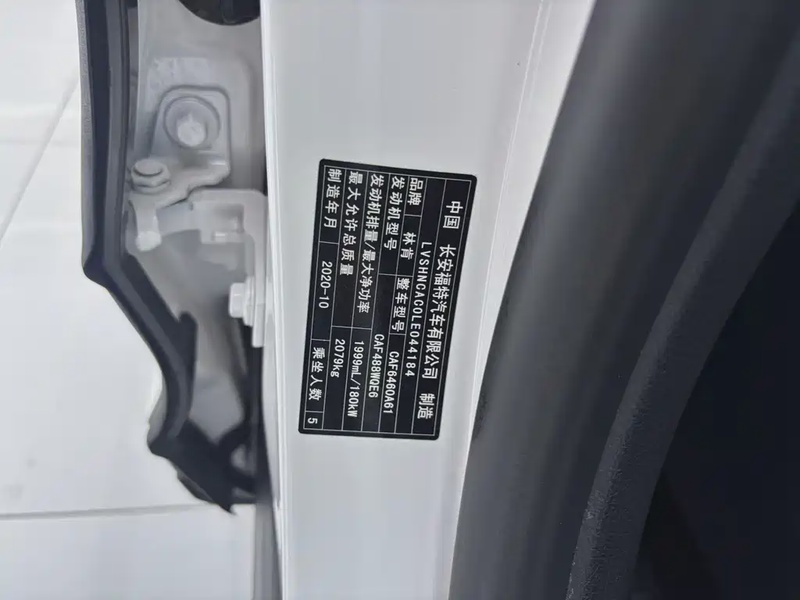 中国 长安福特汽车有限公司 制造
LVSHNCAC0LE044184
品牌 林肯 整车型号 CAF6460A61
发动机型号 CAF488WQE6
发动机排量/最大净功率 1999mL/180kW
最大允许总质量 2079kg
制造年月 2020-10 乘坐人数 5